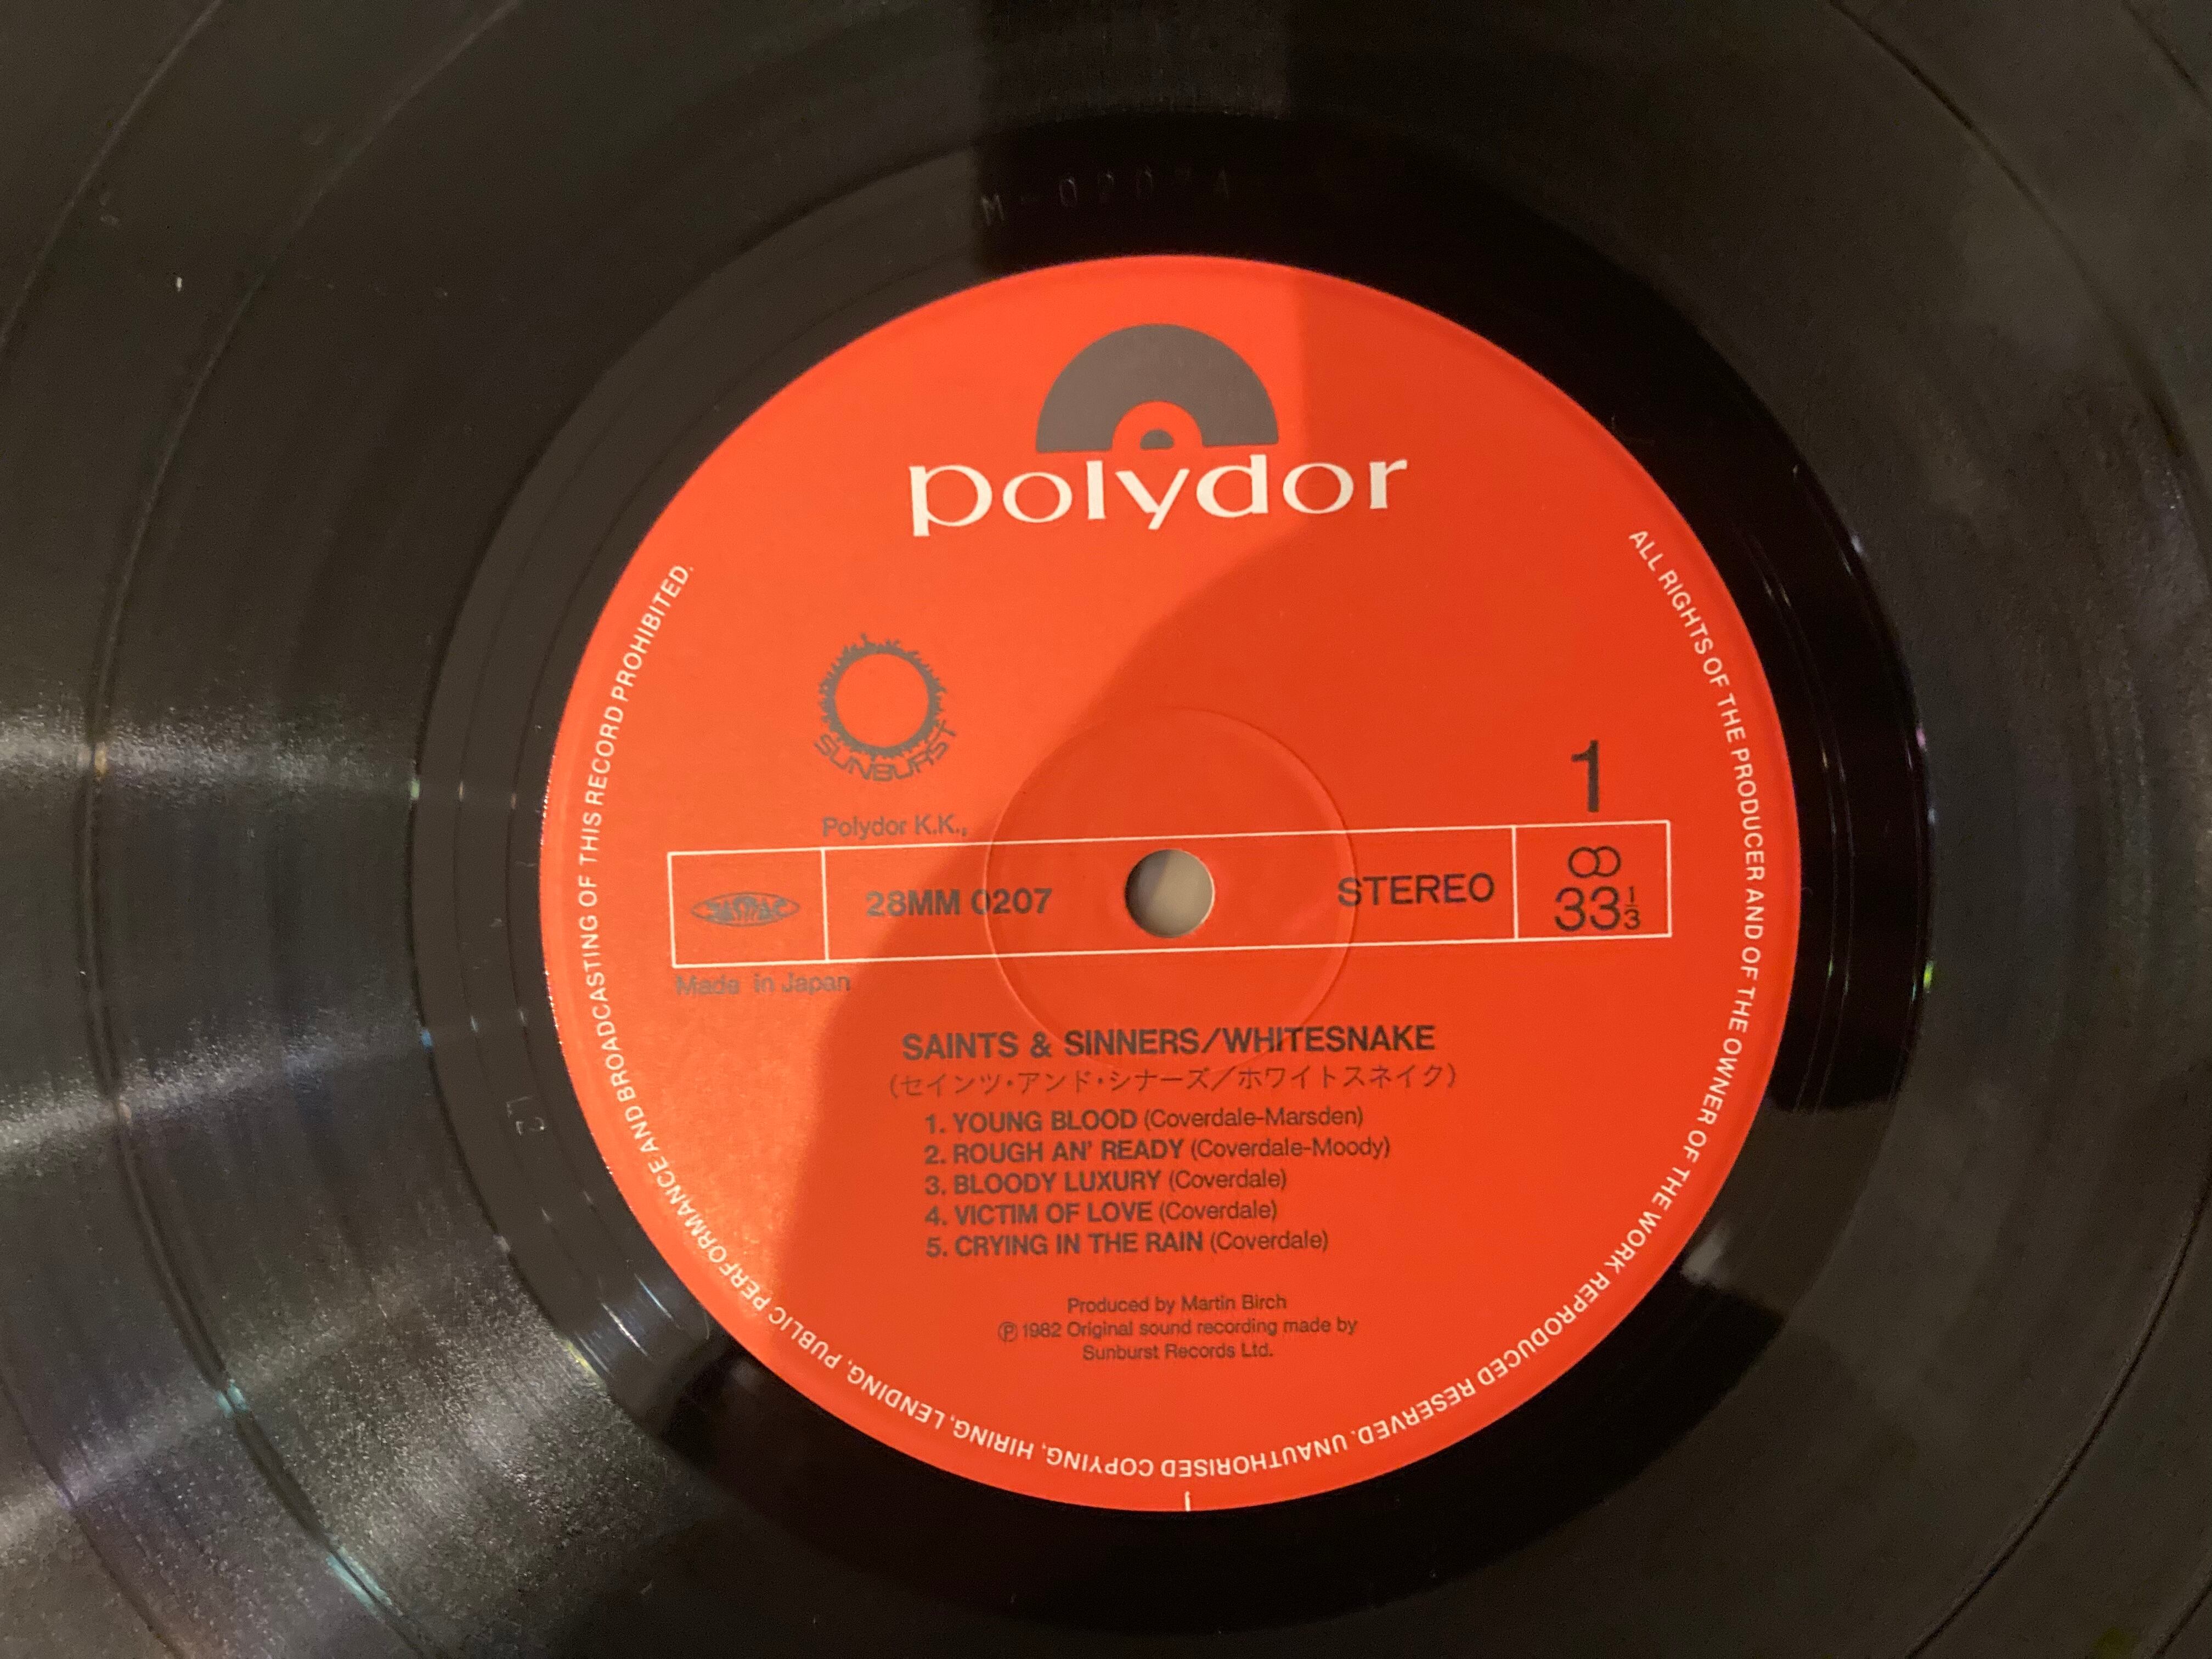 polydor
SUNBURST
Polydor K.K.,
1
28MM 0207
STEREO
33 1/3
Made in Japan
SAINTS & SINNERS/WHITESNAKE
(セインツ・アンド・シナーズ/ホワイトスネイク)
1. YOUNG BLOOD (Coverdale-Marsden)
2. ROUGH AN' READY (Coverdale-Moody)
3. BLOODY LUXURY (Coverdale)
4. VICTIM OF LOVE (Coverdale)
5. CRYING IN THE RAIN (Coverdale)
Produced by Martin Birch
Ⓟ 1982 Original sound recording made by
Sunburst Records Ltd.
ALL RIGHTS OF THE PRODUCER AND OF THE OWNER OF THE WORK REPRODUCED RESERVED. UNAUTHORISED COPYING, HIRING, LENDING, PUBLIC PERFORMANCE AND BROADCASTING OF THIS RECORD PROHIBITED.